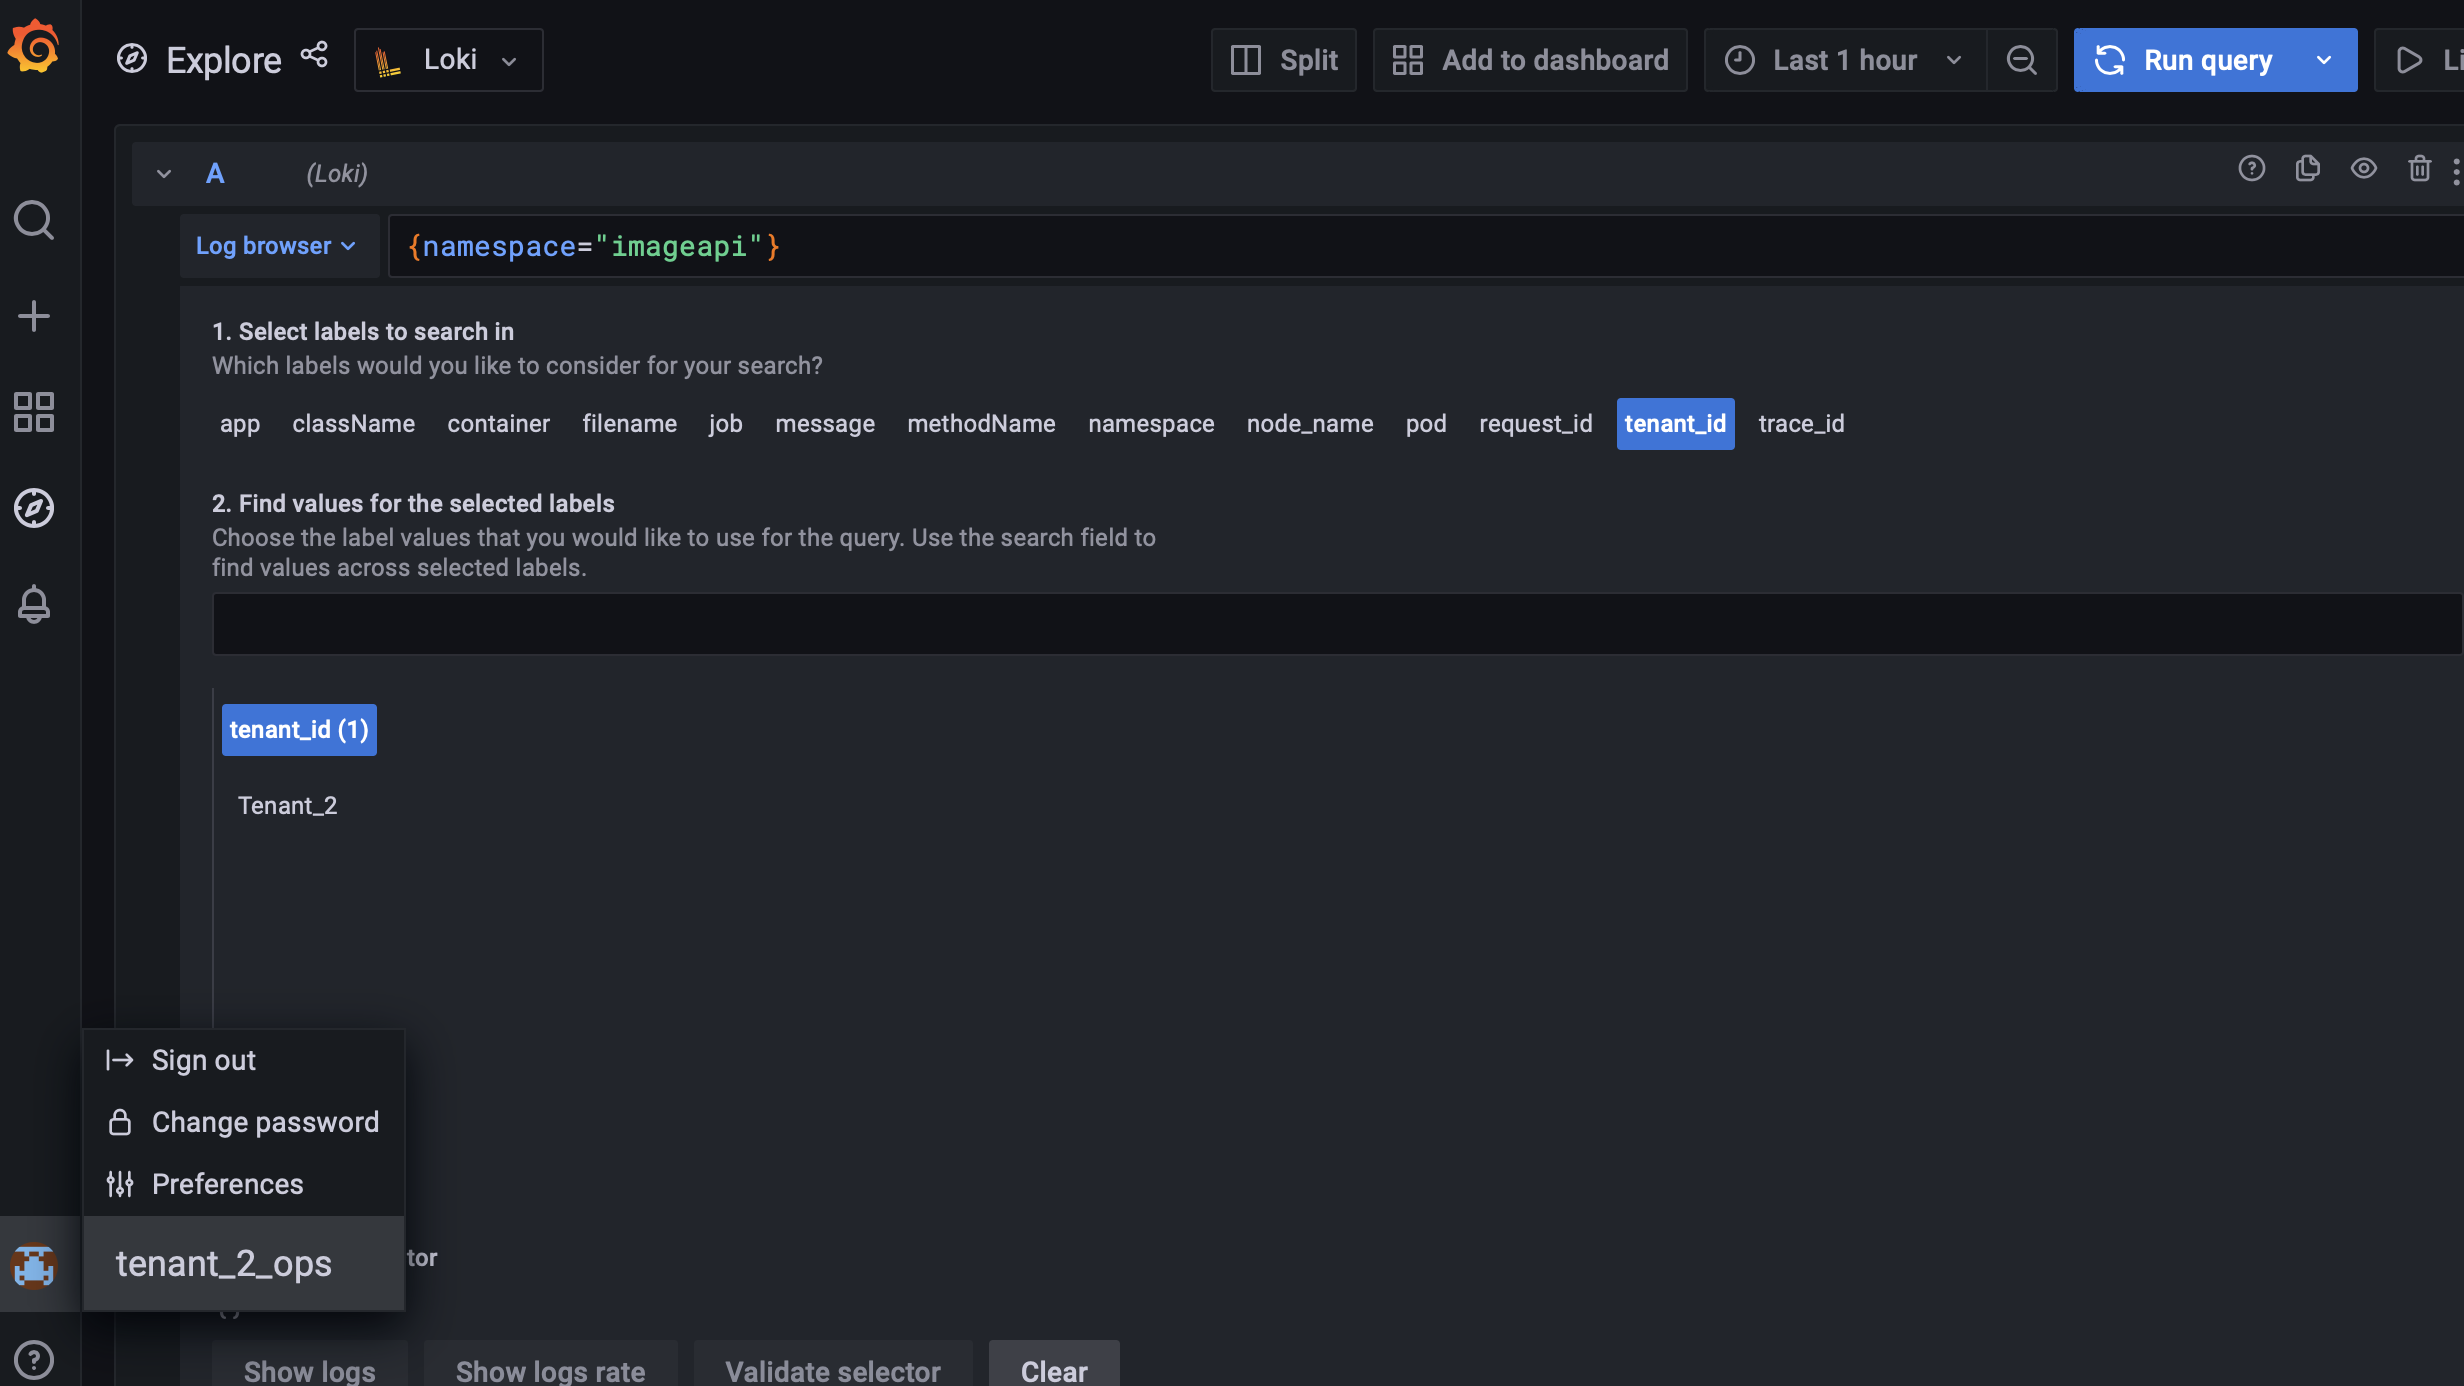 Explore Loki Split Add to dashboard Last 1 hour Run query Li
A (Loki)
Log browser {namespace="imageapi"}
1. Select labels to search in
Which labels would you like to consider for your search?
app className container filename job message methodName namespace node_name pod request_id tenant_id trace_id
2. Find values for the selected labels
Choose the label values that you would like to use for the query. Use the search field to
find values across selected labels.
tenant_id (1)
Tenant_2
Sign out
Change password
Preferences
tenant_2_ops tor
Show logs Show logs rate Validate selector Clear